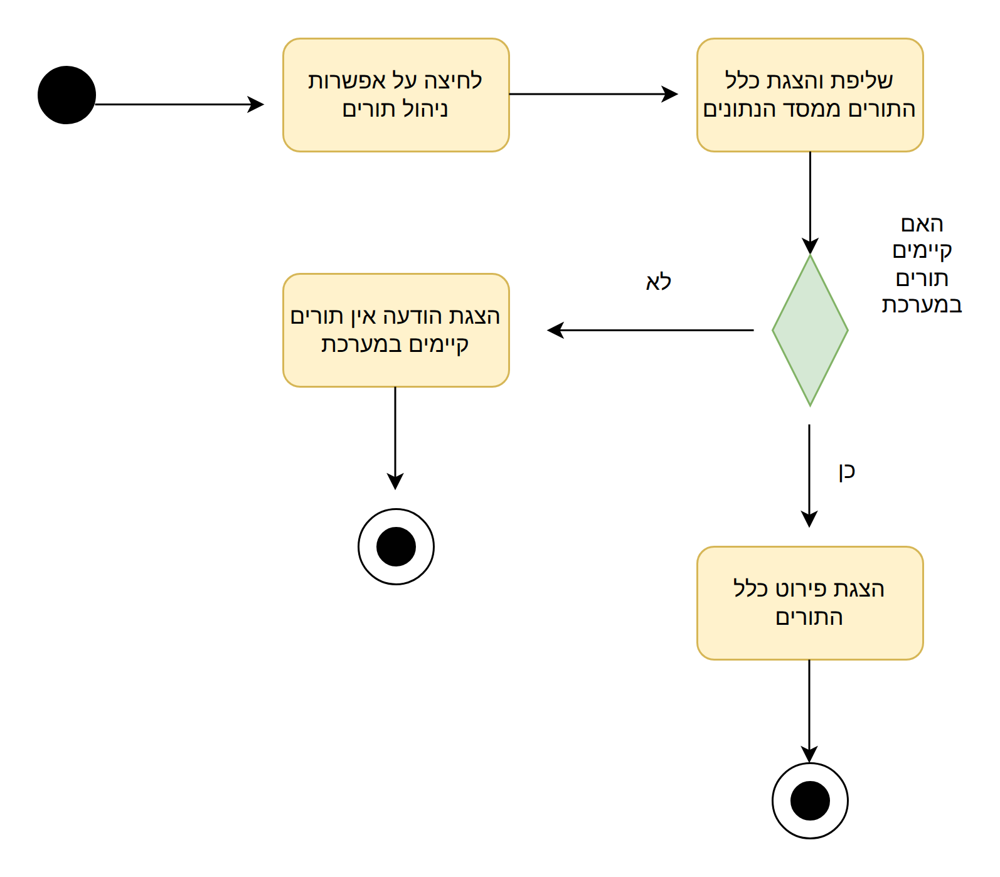 לחיצה על אפשרות
ניהול תורים
שליפת והצגת כלל
התורים ממסד הנתונים
האם
קיימים
תורים
במערכת
לא
הצגת הודעה אין תורים
קיימים במערכת
כן
הצגת פירוט כלל
התורים